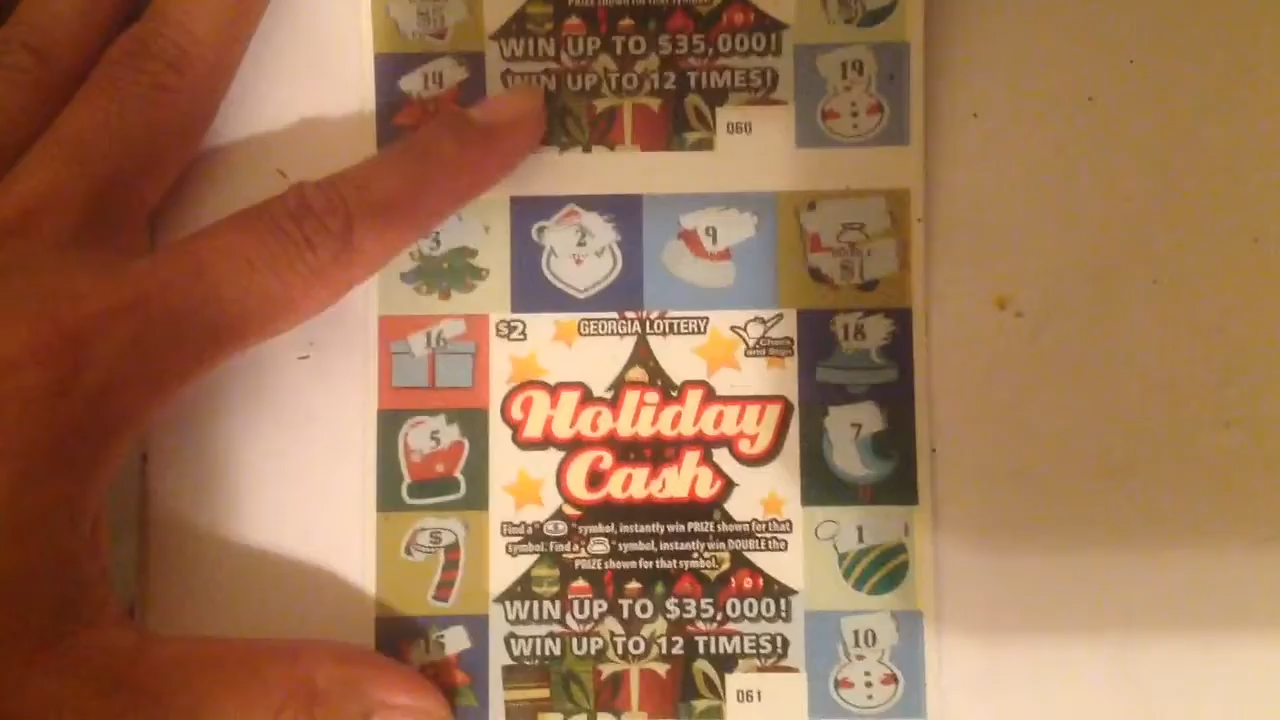 WIN UP TO $35,000!
WIN UP TO 12 TIMES!
14
19
060
3
2
9
DOUBLE
$1
$2
GEORGIA LOTTERY
Check
and Sign
16
18
Holiday
Cash
5
7
Find a " " symbol, instantly win PRIZE shown for that
symbol. Find a " " symbol, instantly win DOUBLE the
PRIZE shown for that symbol.
$
1
WIN UP TO $35,000!
WIN UP TO 12 TIMES!
15
10
061